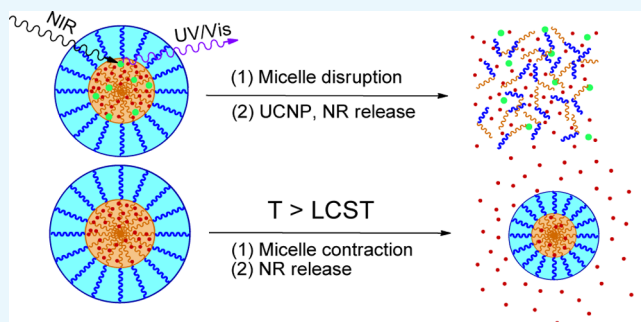 NIR
UV/Vis
(1) Micelle disruption
(2) UCNP, NR release
T > LCST
(1) Micelle contraction
(2) NR release